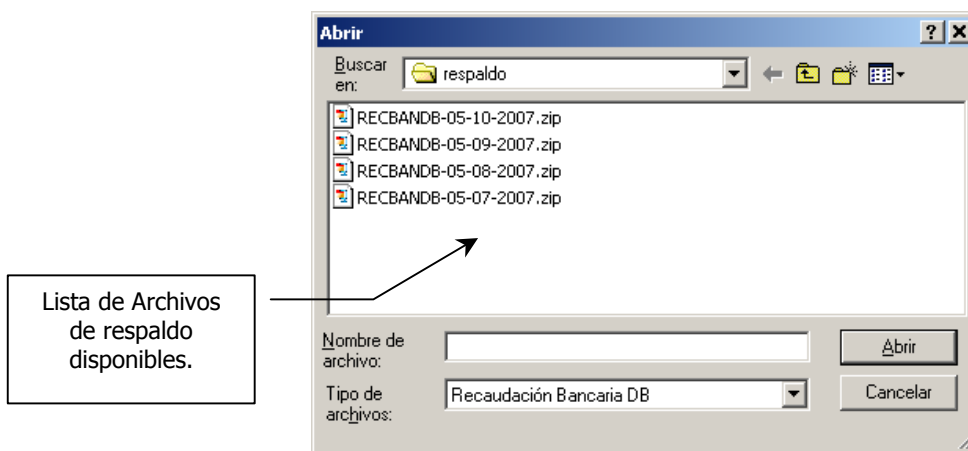 Abrir
Buscar
en:
respaldo
RECBANDB-05-10-2007.zip
RECBANDB-05-09-2007.zip
RECBANDB-05-08-2007.zip
RECBANDB-05-07-2007.zip
Lista de Archivos
de respaldo
disponibles.
Nombre de
archivo:
Abrir
Tipo de
archivos:
Recaudación Bancaria DB
Cancelar